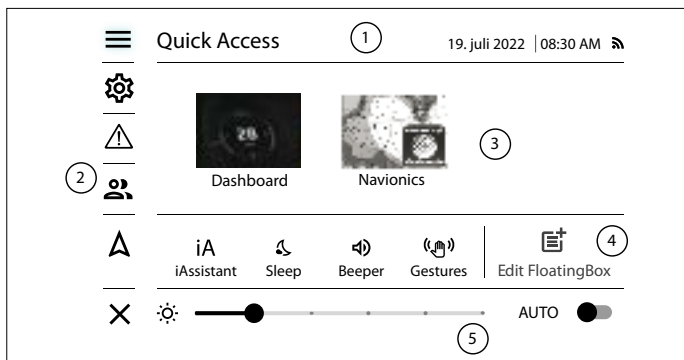 Quick Access
1
19. juli 2022 | 08:30 AM
2
20
3
Dashboard
Navionics
4
iA
iAssistant
Sleep
Beeper
Gestures
Edit FloatingBox
AUTO
5